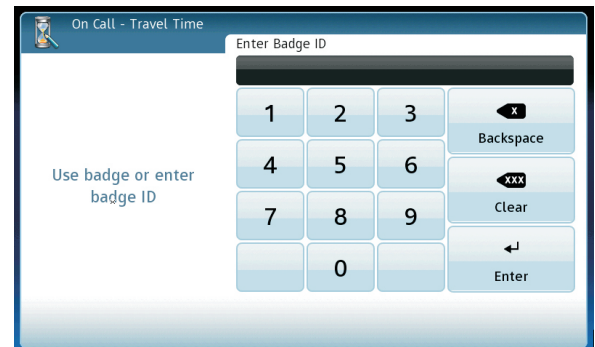 On Call - Travel Time
Enter Badge ID
Use badge or enter
badge ID
1 2 3
X
Backspace
4 5 6
XXX
Clear
7 8 9
0
Enter